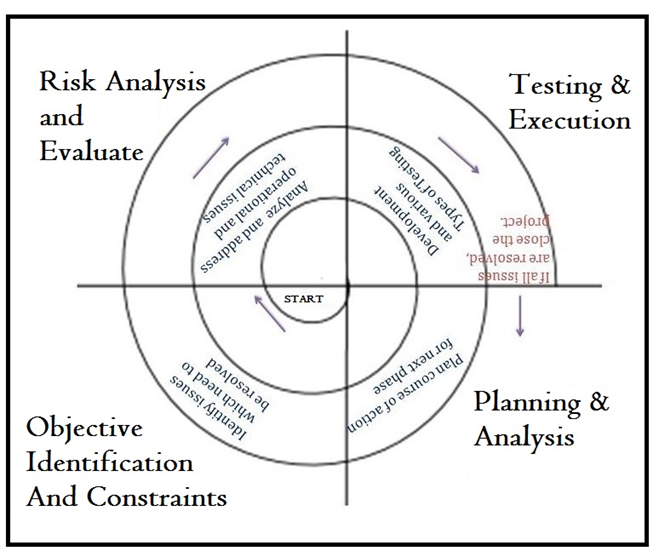 Risk Analysis
and
Evaluate
Testing &
Execution
Analyze and address
operational and
technical issues
Development
and various
Types of Testing
If all issues
are resolved,
close the
project.
START
Identify issues
which need to
be resolved
Plan course of action
for next phase
Objective
Identification
And Constraints
Planning &
Analysis